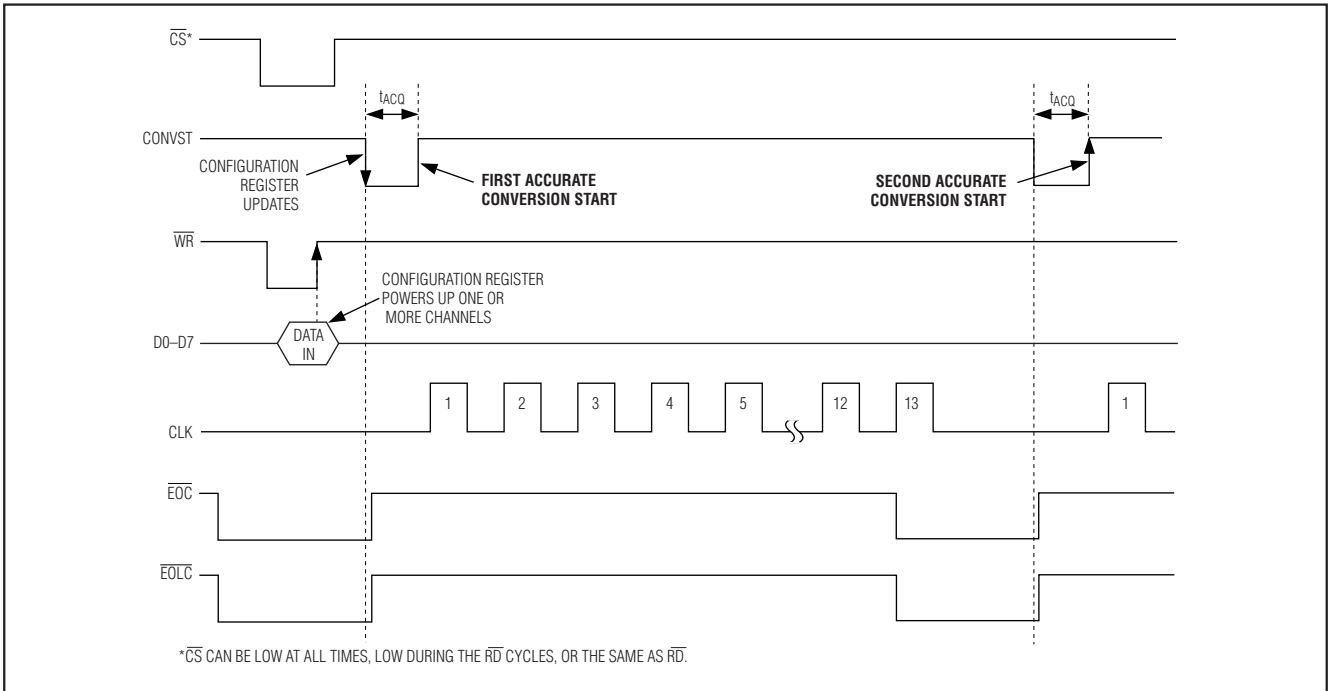 CS*
tACQ
tACQ
CONVST
CONFIGURATION
REGISTER
UPDATES
FIRST ACCURATE
CONVERSION START
SECOND ACCURATE
CONVERSION START
WR
CONFIGURATION REGISTER
POWERS UP ONE OR
MORE CHANNELS
D0–D7
DATA
IN
1 2 3 4 5 12 13 1
CLK
EOC
EOLC
*CS CAN BE LOW AT ALL TIMES, LOW DURING THE RD CYCLES, OR THE SAME AS RD.